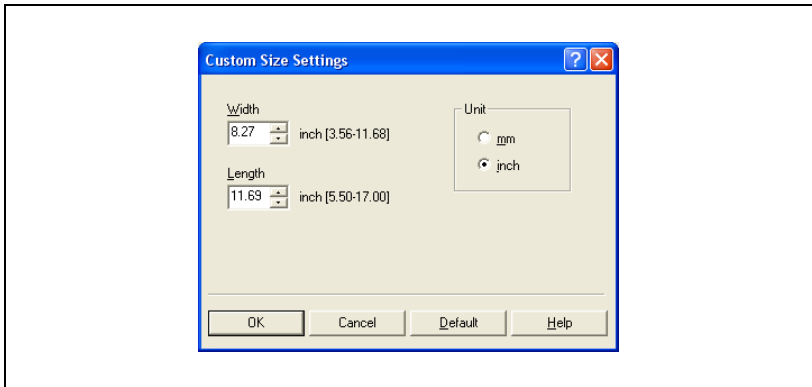 Custom Size Settings
Width
8.27 inch [3.56-11.68]
Length
11.69 inch [5.50-17.00]
Unit
mm
inch
OK Cancel Default Help